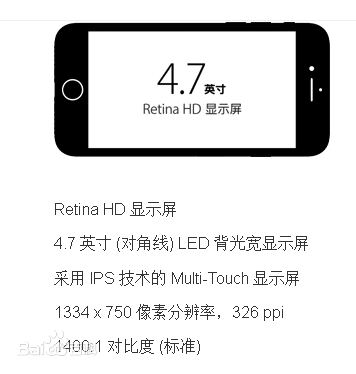 4.7英寸
Retina HD 显示屏
Retina HD 显示屏
4.7 英寸 (对角线) LED 背光宽显示屏
采用 IPS 技术的 Multi-Touch 显示屏
1334 x 750 像素分辨率，326 ppi
1400:1 对比度 (标准)